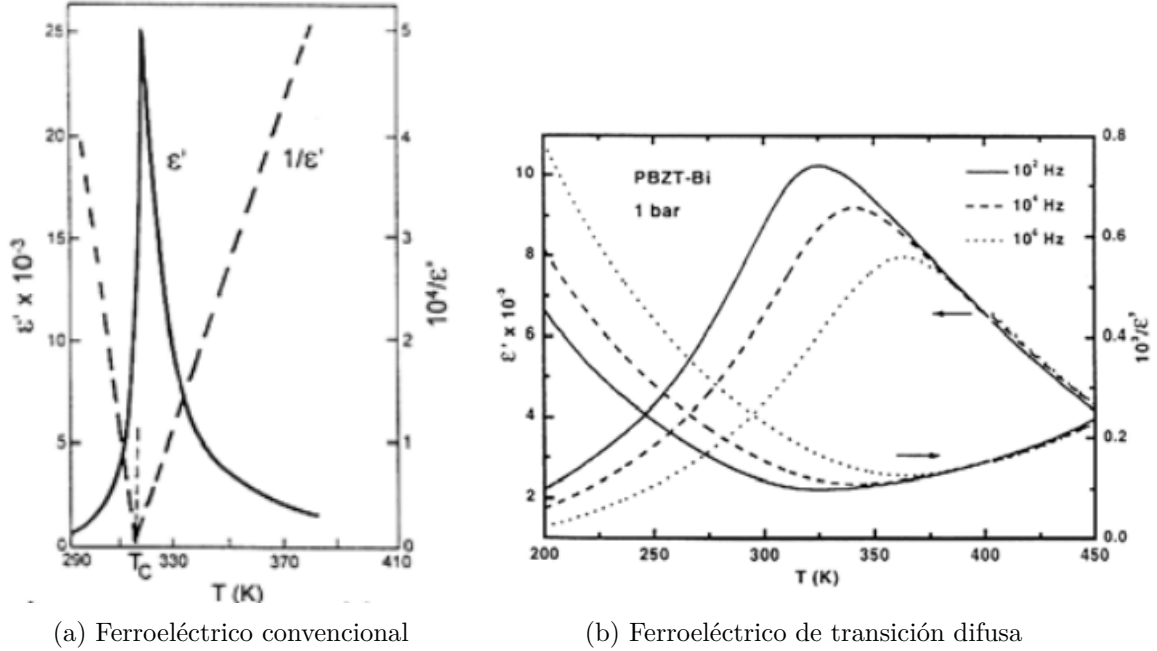 25
20
15
10
5
0
ε' x 10⁻³
5
4
3
2
1
0
10⁴/ε'
ε'
1/ε'
290
T_C
330
370
410
T (K)
(a) Ferroeléctrico convencional
10
8
6
4
2
ε' x 10⁻³
PBZT-Bi
1 bar
10² Hz
10⁴ Hz
10⁶ Hz
0.8
0.6
0.4
0.2
0.0
10³/ε'
200
250
300
350
400
450
T (K)
(b) Ferroeléctrico de transición difusa